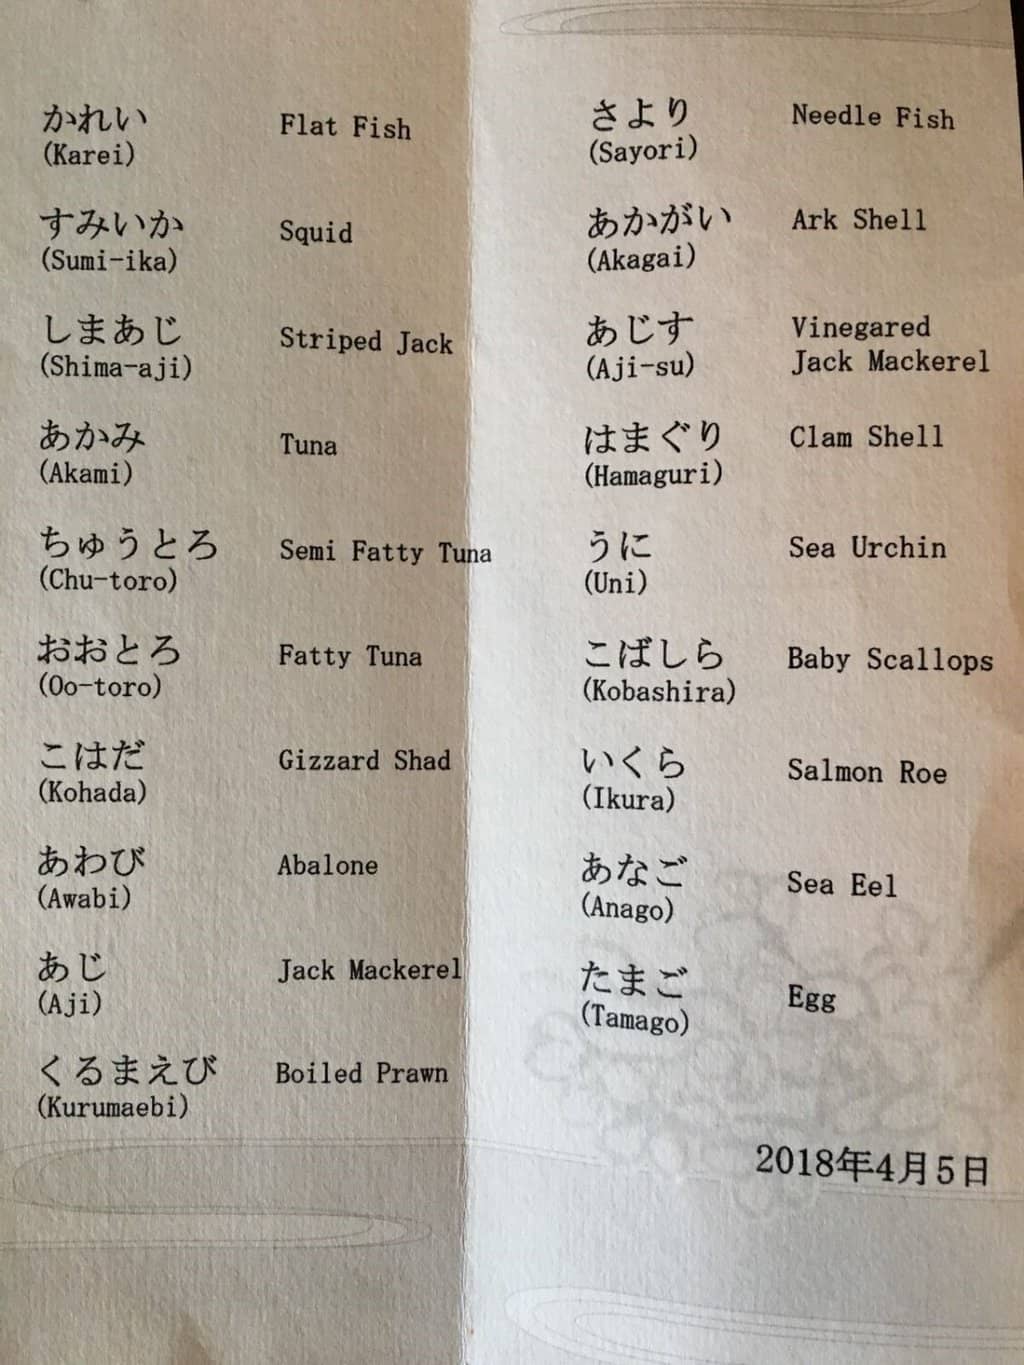 かれい
(Karei)
Flat Fish
すみいか
(Sumi-ika)
Squid
しまあじ
(Shima-aji)
Striped Jack
あかみ
(Akami)
Tuna
ちゅうとろ
(Chu-toro)
Semi Fatty Tuna
おおとろ
(Oo-toro)
Fatty Tuna
こはだ
(Kohada)
Gizzard Shad
あわび
(Awabi)
Abalone
あじ
(Aji)
Jack Mackerel
くるまえび
(Kurumaebi)
Boiled Prawn
さより
(Sayori)
Needle Fish
あかがい
(Akagai)
Ark Shell
あじす
(Aji-su)
Vinegared
Jack Mackerel
はまぐり
(Hamaguri)
Clam Shell
うに
(Uni)
Sea Urchin
こばしら
(Kobashira)
Baby Scallops
いくら
(Ikura)
Salmon Roe
あなご
(Anago)
Sea Eel
たまご
(Tamago)
Egg
2018年4月5日